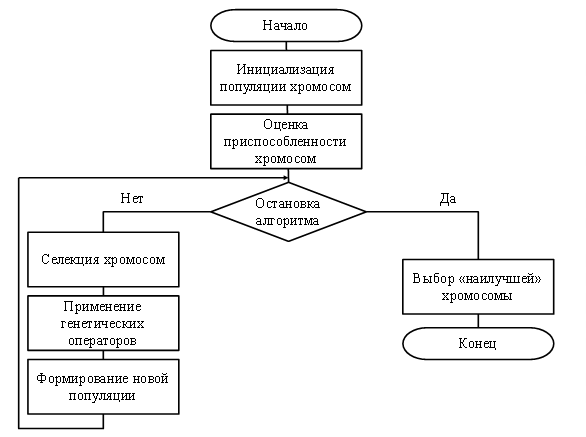 Начало
Инициализация
популяции хромосом
Оценка
приспособленности
хромосом
Нет
Остановка
алгоритма
Да
Селекция хромосом
Применение
генетических
операторов
Формирование новой
популяции
Выбор «наилучшей»
хромосомы
Конец